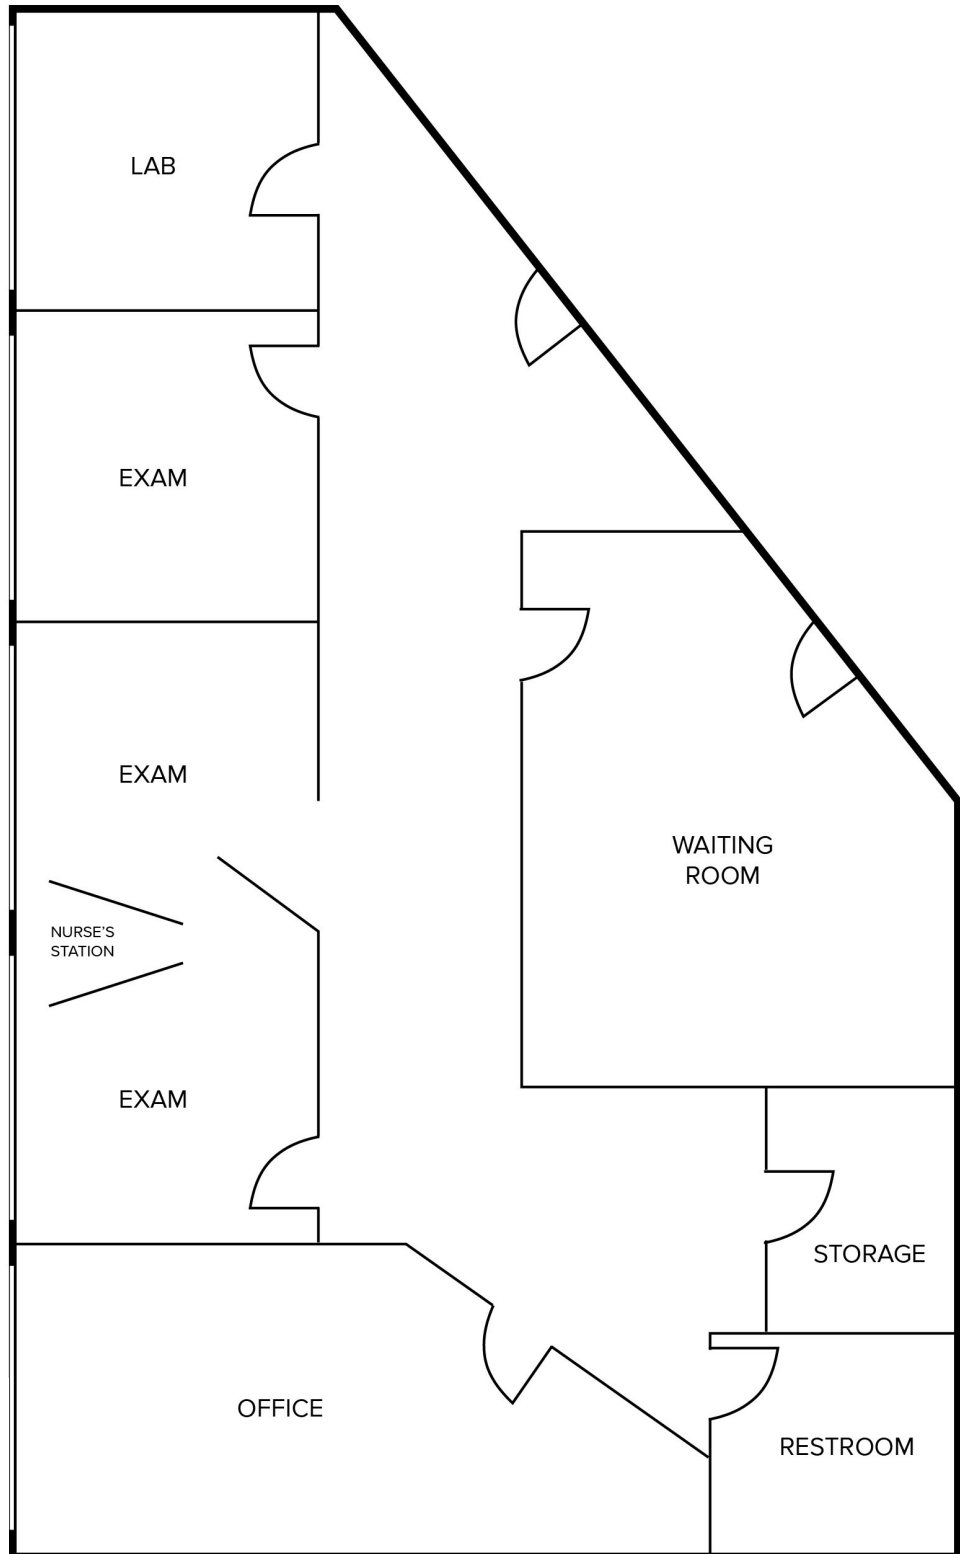 LAB
EXAM
EXAM
WAITING
ROOM
NURSE'S
STATION
EXAM
STORAGE
OFFICE
RESTROOM